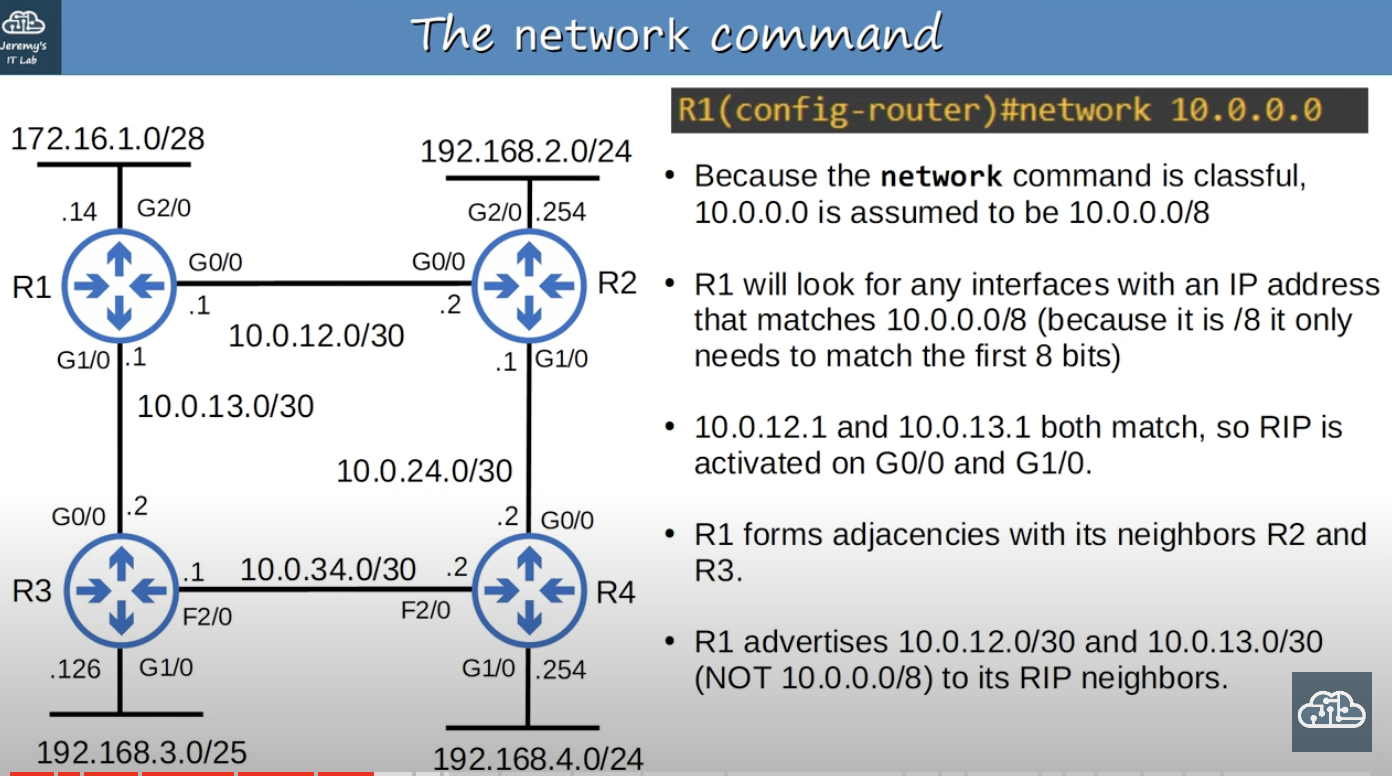 Jeremy's
IT Lab
The network command
R1(config-router)#network 10.0.0.0
172.16.1.0/28
192.168.2.0/24
.14
G2/0
G2/0
.254
R1
G0/0
G0/0
R2
.1
.2
10.0.12.0/30
G1/0
.1
.1
G1/0
10.0.13.0/30
10.0.24.0/30
G0/0
.2
.2
G0/0
R3
.1
10.0.34.0/30
.2
R4
F2/0
F2/0
.126
G1/0
G1/0
.254
192.168.3.0/25
192.168.4.0/24
• Because the network command is classful,
10.0.0.0 is assumed to be 10.0.0.0/8
• R1 will look for any interfaces with an IP address
that matches 10.0.0.0/8 (because it is /8 it only
needs to match the first 8 bits)
• 10.0.12.1 and 10.0.13.1 both match, so RIP is
activated on G0/0 and G1/0.
• R1 forms adjacencies with its neighbors R2 and
R3.
• R1 advertises 10.0.12.0/30 and 10.0.13.0/30
(NOT 10.0.0.0/8) to its RIP neighbors.